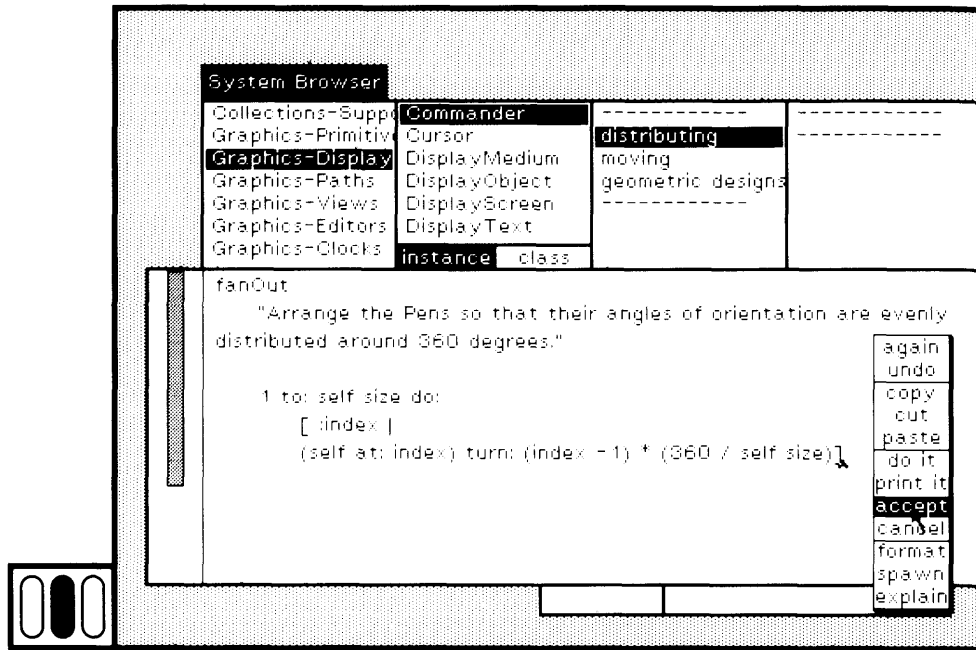 System Browser
Collections-Suppo
Graphics-Primitive
Graphics-Display
Graphics-Paths
Graphics-Views
Graphics-Editors
Graphics-Clocks
Commander
Cursor
DisplayMedium
DisplayObject
DisplayScreen
DisplayText
instance class
------------
distributing
moving
geometric designs
------------
------------
------------
fanOut
"Arrange the Pens so that their angles of orientation are evenly
distributed around 360 degrees."
1 to: self size do:
[ :index |
(self at: index) turn: (index -1) * (360 / self size)]
again
undo
copy
cut
paste
do it
print it
accept
cancel
format
spawn
explain